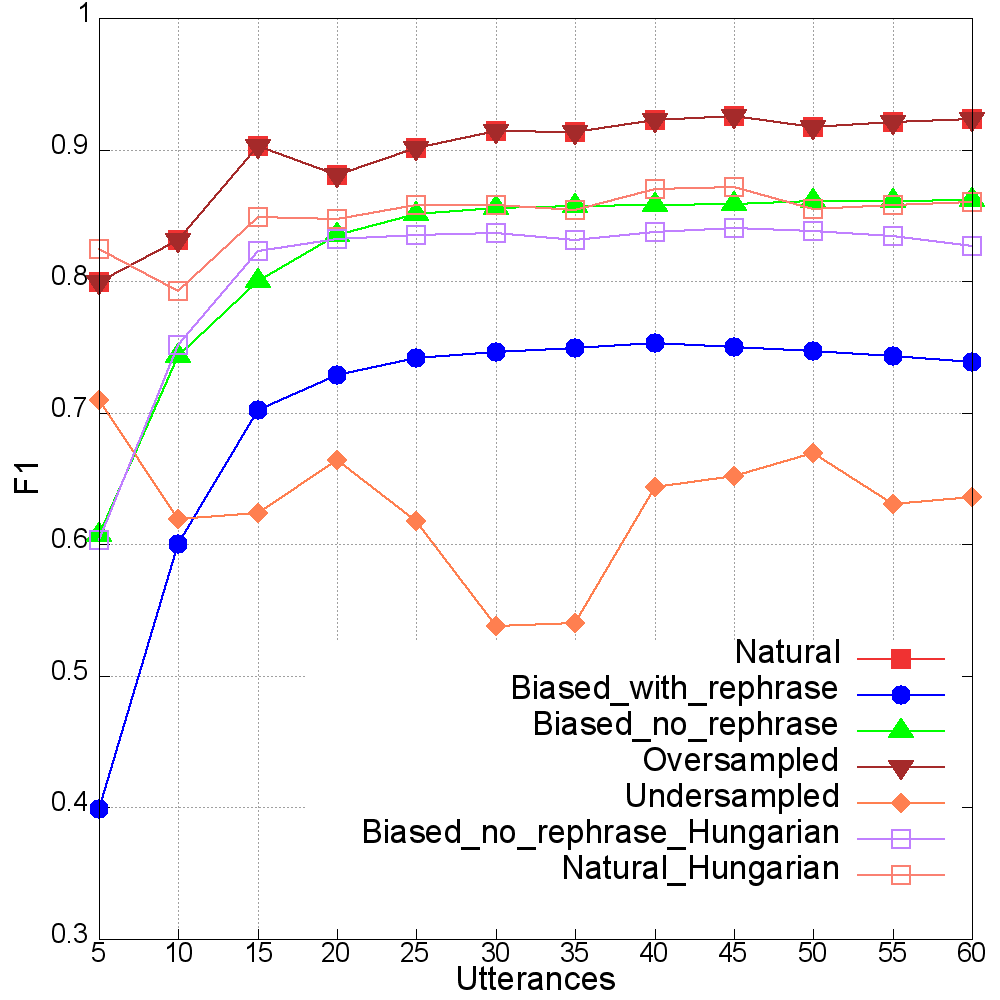 1
0.9
0.8
0.7
0.6
0.5
0.4
0.3
F1
Natural
Biased_with_rephrase
Biased_no_rephrase
Oversampled
Undersampled
Biased_no_rephrase_Hungarian
Natural_Hungarian
5 10 15 20 25 30 35 40 45 50 55 60
Utterances